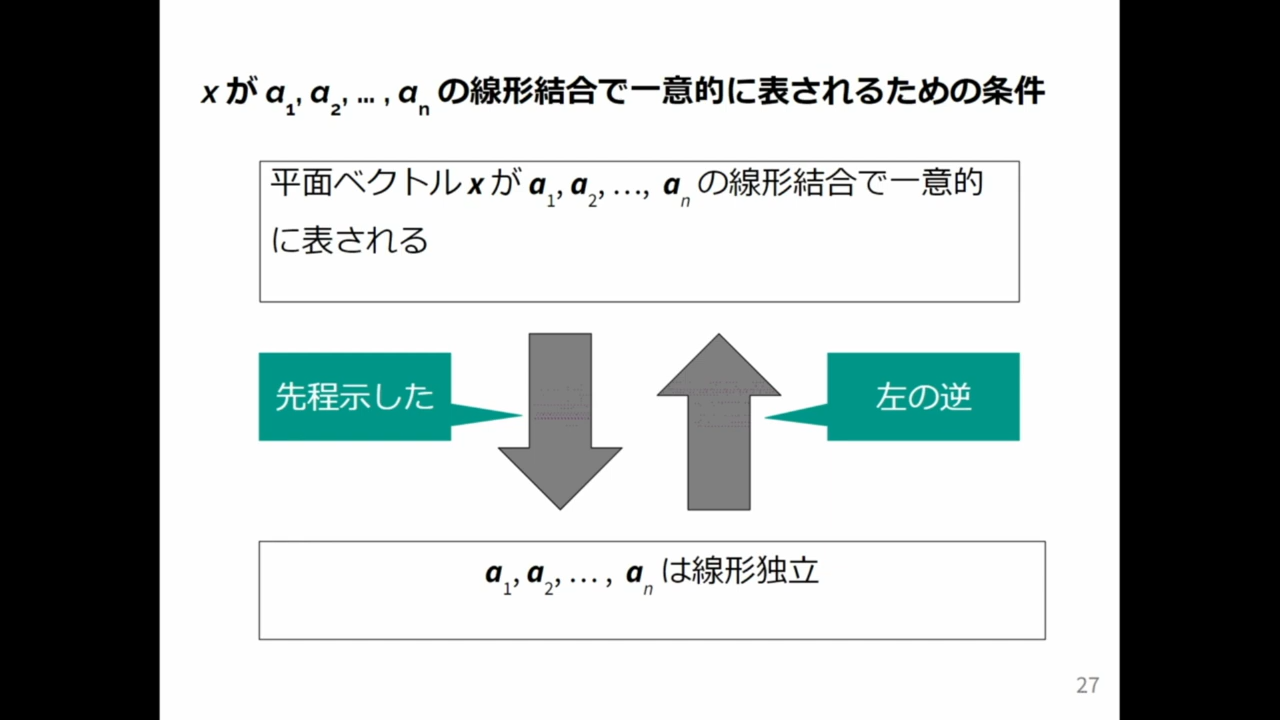 x が a1, a2, … , an の線形結合で一意的に表されるための条件
平面ベクトル x が a1, a2, …, an の線形結合で一意的
に表される
先程示した
左の逆
a1, a2, … , an は線形独立
27